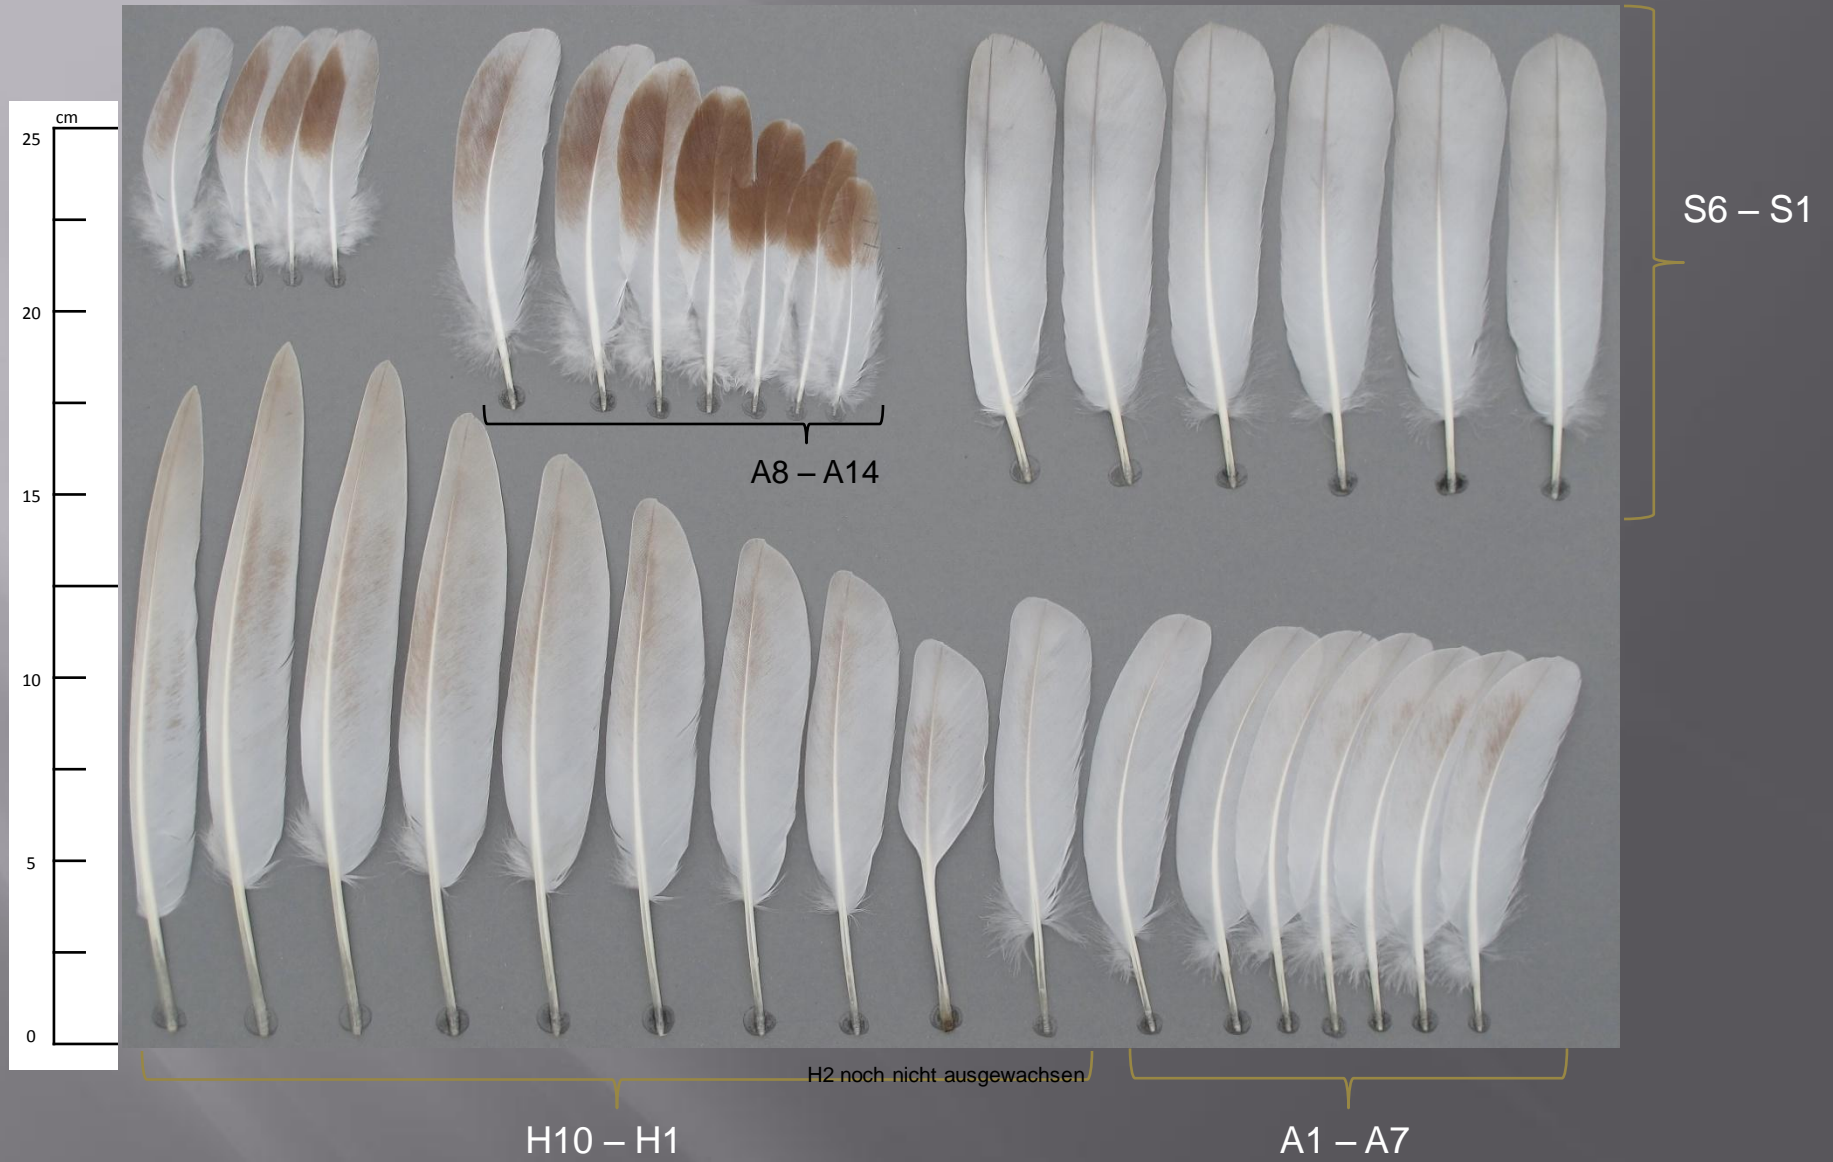 cm
25
20
15
10
5
0
S6 – S1
A8 – A14
H2 noch nicht ausgewachsen
H10 – H1
A1 – A7